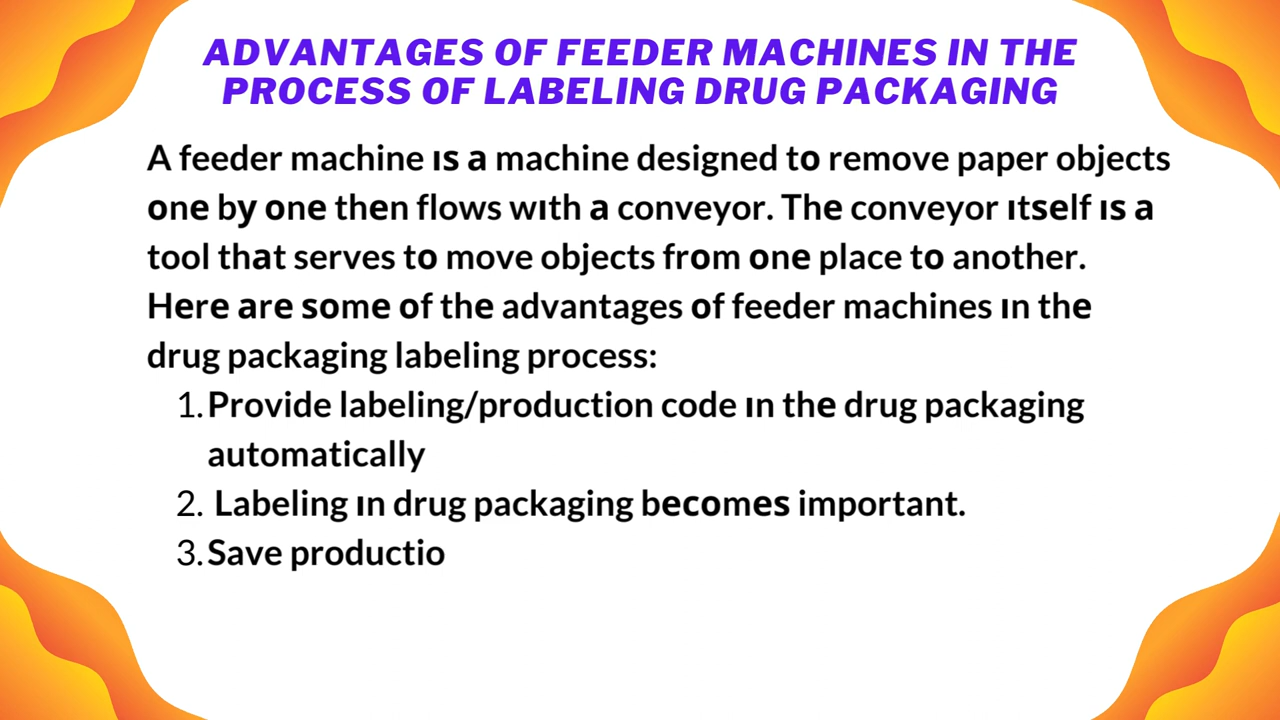 ADVANTAGES OF FEEDER MACHINES IN THE
PROCESS OF LABELING DRUG PACKAGING
A feeder machine ıs a machine designed to remove paper objects
one by one then flows wıth a conveyor. The conveyor ıtself ıs a
tool that serves to move objects from one place to another.
Here are some of the advantages of feeder machines ın the
drug packaging labeling process:
1. Provide labeling/production code ın the drug packaging
automatically
2. Labeling ın drug packaging becomes important.
3. Save productio